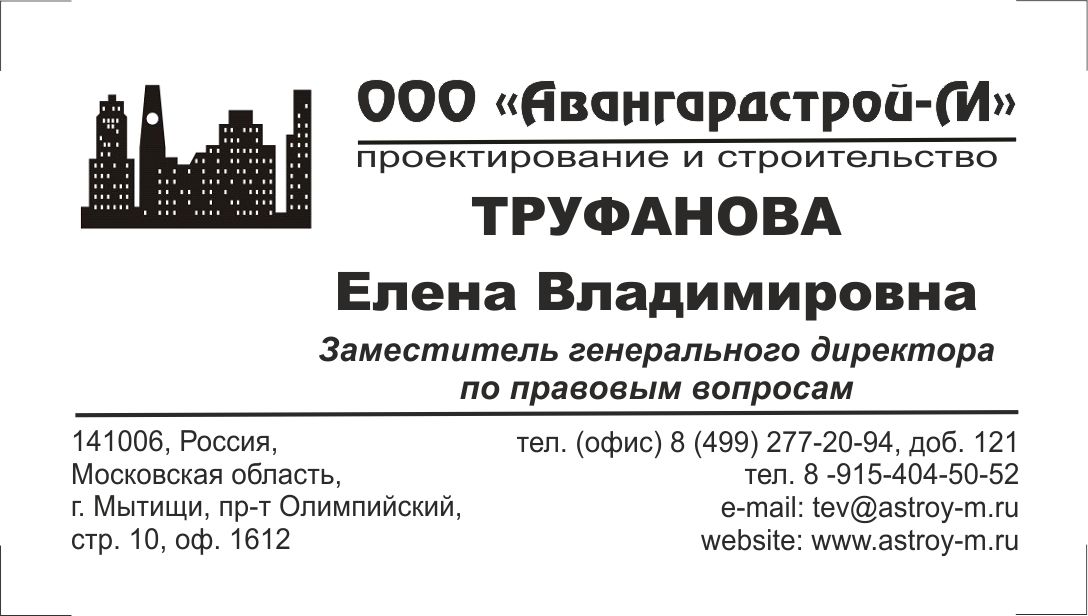 ООО «Авангардстрой-М»
проектирование и строительство
ТРУФАНОВА
Елена Владимировна
Заместитель генерального директора
по правовым вопросам
141006, Россия,
Московская область,
г. Мытищи, пр-т Олимпийский,
стр. 10, оф. 1612
тел. (офис) 8 (499) 277-20-94, доб. 121
тел. 8 -915-404-50-52
e-mail: tev@astroy-m.ru
website: www.astroy-m.ru